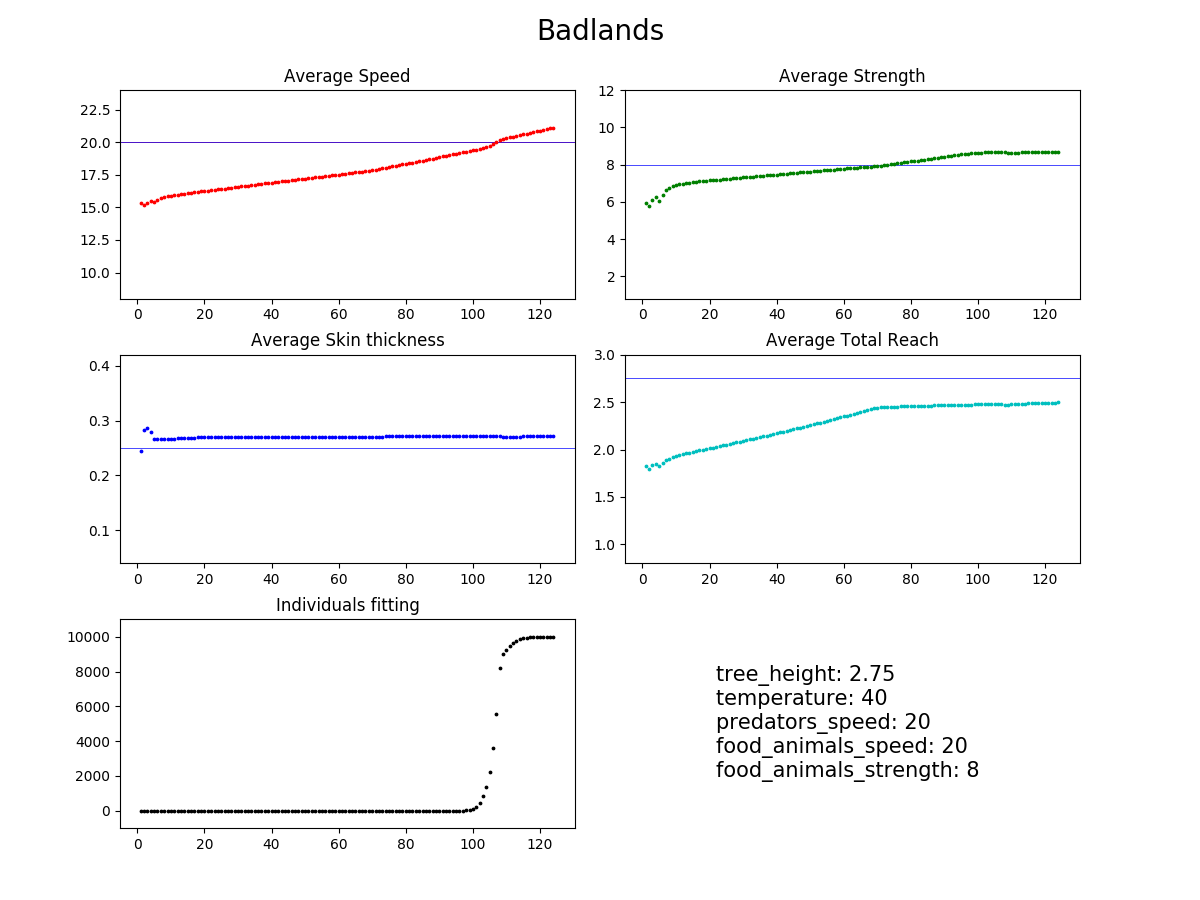 Badlands
Average Speed
22.5
20.0
17.5
15.0
12.5
10.0
0 20 40 60 80 100 120
Average Strength
12
10
8
6
4
2
0 20 40 60 80 100 120
Average Skin thickness
0.4
0.3
0.2
0.1
0 20 40 60 80 100 120
Average Total Reach
3.0
2.5
2.0
1.5
1.0
0 20 40 60 80 100 120
Individuals fitting
10000
8000
6000
4000
2000
0
0 20 40 60 80 100 120
tree_height: 2.75
temperature: 40
predators_speed: 20
food_animals_speed: 20
food_animals_strength: 8